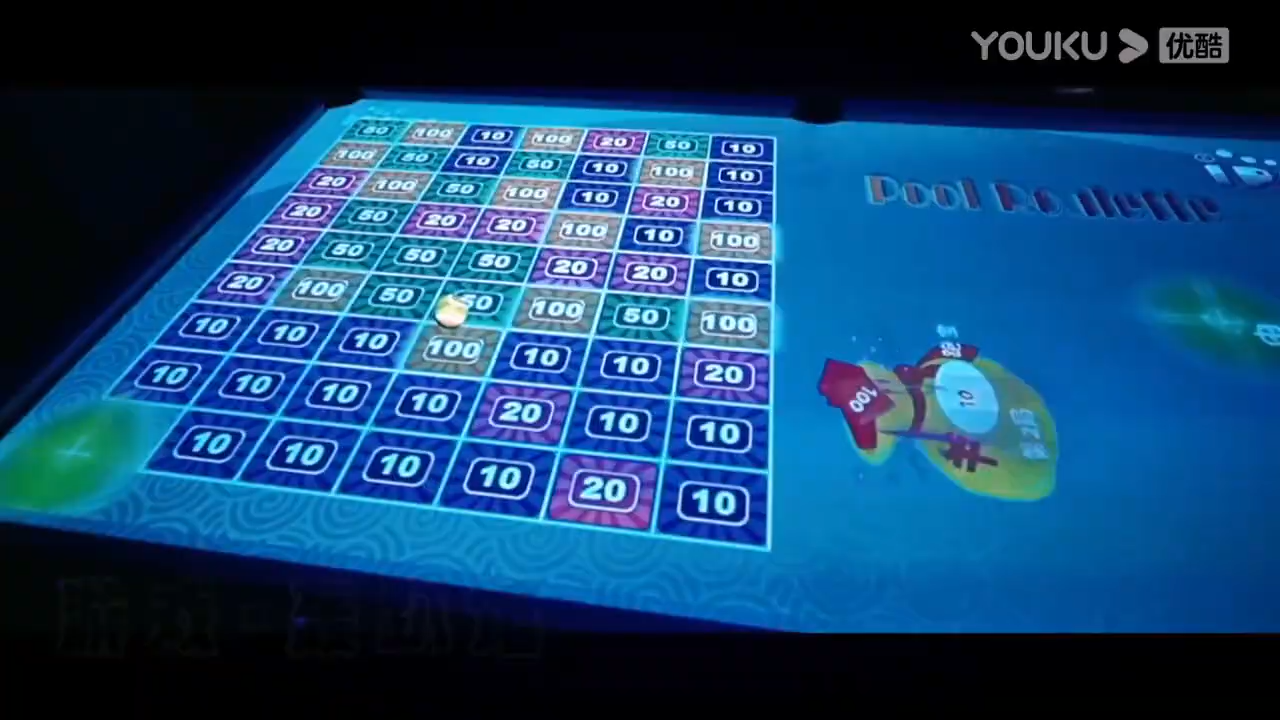 YOUKU 优酷
50 100 10 100 20 50 10
100 50 10 50 10 100 10
20 100 50 100 10 20 10
20 50 20 20 100 10 100
20 50 50 50 20 20 10
20 100 50 50 100 50 100
10 10 10 100 10 10 20
10 10 10 10 20 10 10
10 10 10 10 20 10
Pool Roulette
100
10